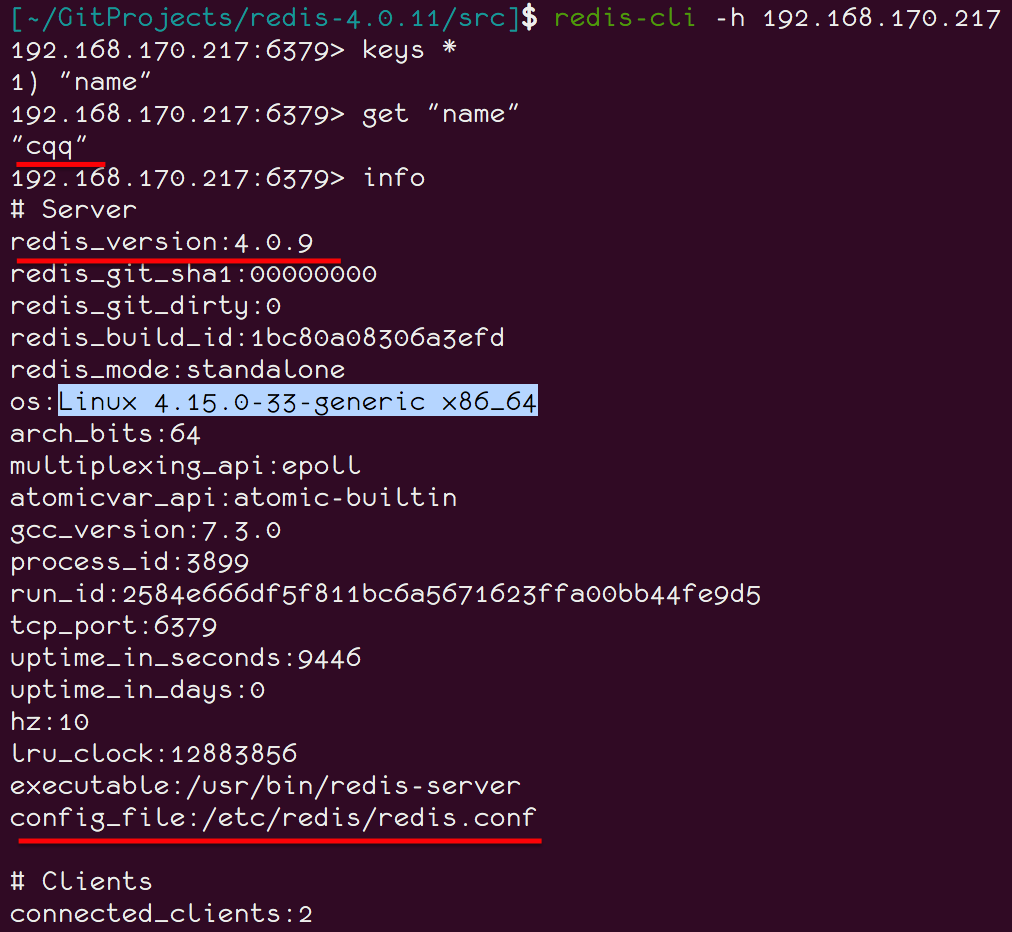 [~/GitProjects/redis-4.0.11/src]$ redis-cli -h 192.168.170.217
192.168.170.217:6379> keys *
1) "name"
192.168.170.217:6379> get "name"
"cqq"
192.168.170.217:6379> info
# Server
redis_version:4.0.9
redis_git_sha1:00000000
redis_git_dirty:0
redis_build_id:1bc80a08306a3efd
redis_mode:standalone
os:Linux 4.15.0-33-generic x86_64
arch_bits:64
multiplexing_api:epoll
atomicvar_api:atomic-builtin
gcc_version:7.3.0
process_id:3899
run_id:2584e666df5f811bc6a5671623ffa00bb44fe9d5
tcp_port:6379
uptime_in_seconds:9446
uptime_in_days:0
hz:10
lru_clock:12883856
executable:/usr/bin/redis-server
config_file:/etc/redis/redis.conf
# Clients
connected_clients:2